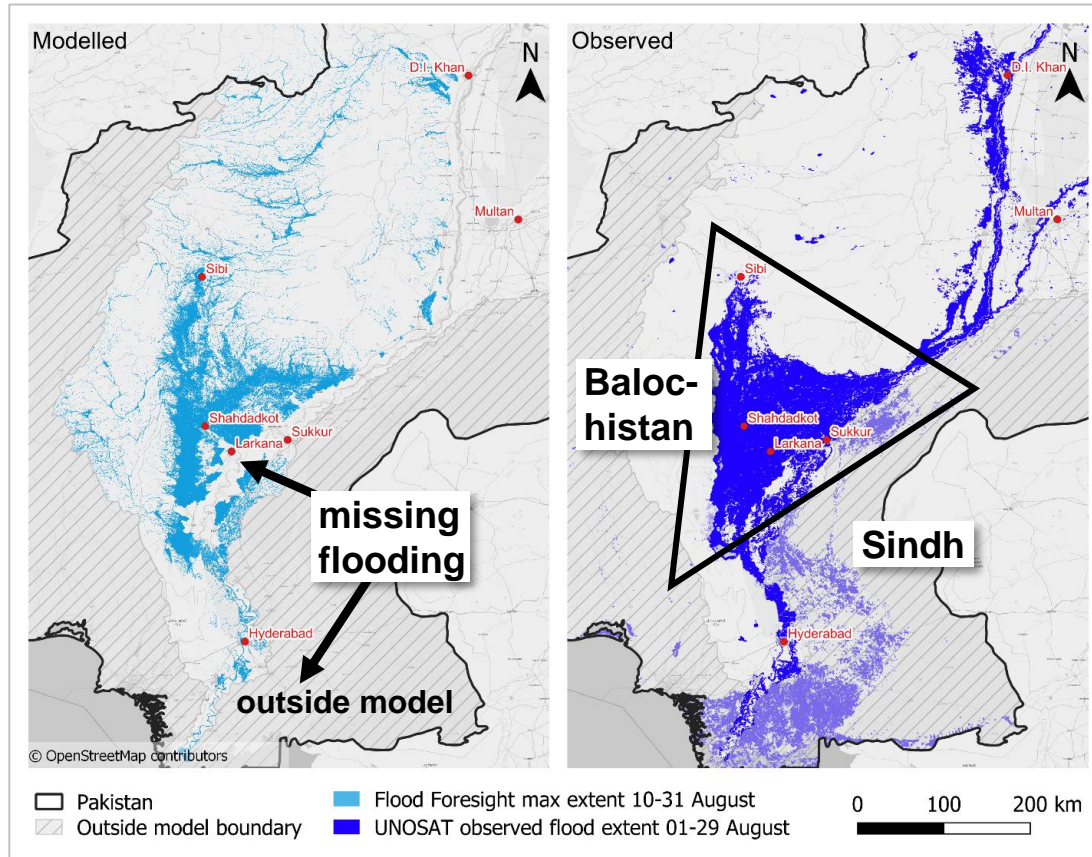 Modelled
N
D.I. Khan
Multan
Sibi
Shahdadkot
Larkana
Sukkur
missing
flooding
Hyderabad
outside model
© OpenStreetMap contributors
Observed
N
D.I. Khan
Multan
Sibi
Baloc-
histan
Shahdadkot
Larkana
Sukkur
Sindh
Hyderabad
Pakistan
Outside model boundary
Flood Foresight max extent 10-31 August
UNOSAT observed flood extent 01-29 August
0 100 200 km